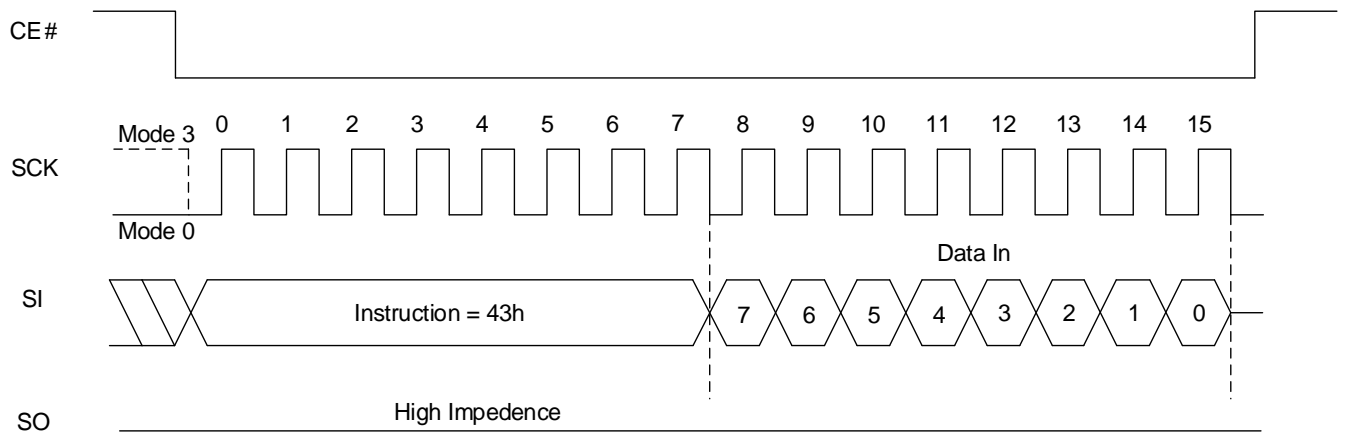 CE#
Mode 3 0 1 2 3 4 5 6 7 8 9 10 11 12 13 14 15
SCK
Mode 0
Data In
SI Instruction = 43h 7 6 5 4 3 2 1 0
High Impedence
SO